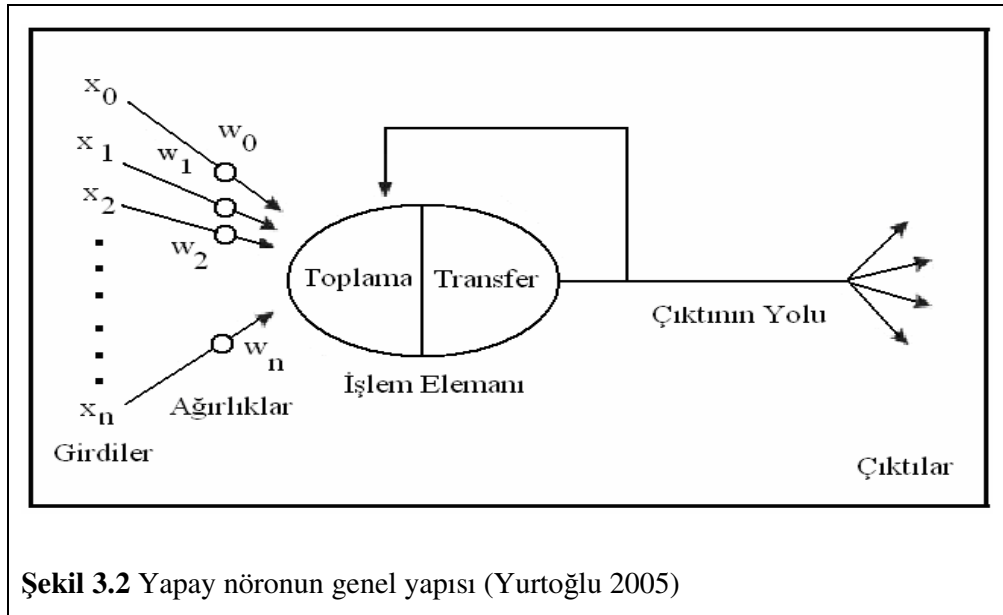 x0
w0
x1
w1
x2
w2
Toplama Transfer
Çıktının Yolu
wn
İşlem Elemanı
xn
Ağırlıklar
Girdiler
Çıktılar
Şekil 3.2 Yapay nöronun genel yapısı (Yurtoğlu 2005)